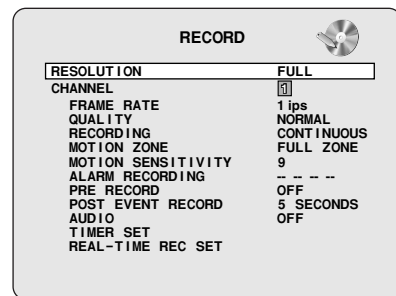 RECORD
RESOLUTION FULL
CHANNEL 1
FRAME RATE 1 ips
QUALITY NORMAL
RECORDING CONTINUOUS
MOTION ZONE FULL ZONE
MOTION SENSITIVITY 9
ALARM RECORDING -- -- -- --
PRE RECORD OFF
POST EVENT RECORD 5 SECONDS
AUDIO OFF
TIMER SET
REAL-TIME REC SET